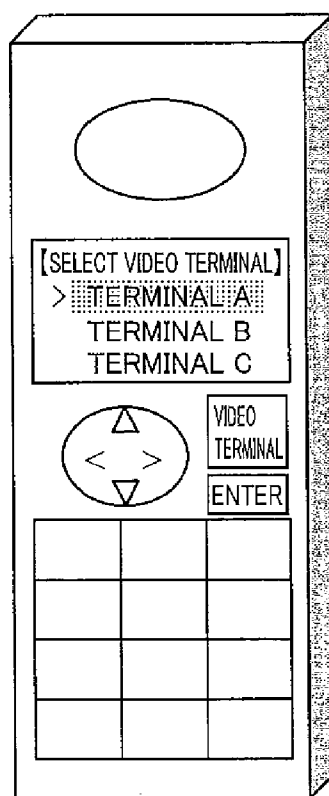 【SELECT VIDEO TERMINAL】
> TERMINAL A
TERMINAL B
TERMINAL C
< >
VIDEO
TERMINAL
ENTER